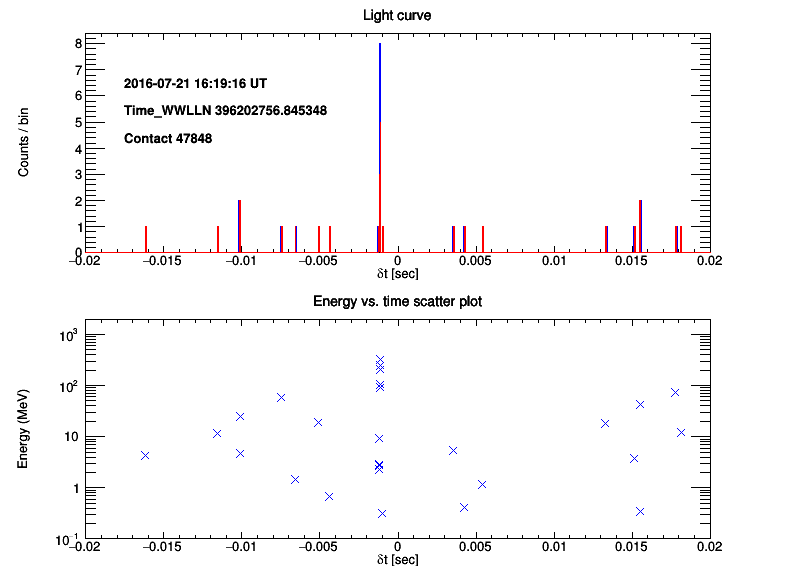 Light curve
8
7
6
5
4
3
2
1
0
Counts / bin
2016-07-21 16:19:16 UT
Time_WWLLN 396202756.845348
Contact 47848
−0.02 −0.015 −0.01 −0.005 0 0.005 0.01 0.015 0.02
δt [sec]
Energy vs. time scatter plot
10³
10²
10
1
10⁻¹
Energy (MeV)
−0.02 −0.015 −0.01 −0.005 0 0.005 0.01 0.015 0.02
δt [sec]